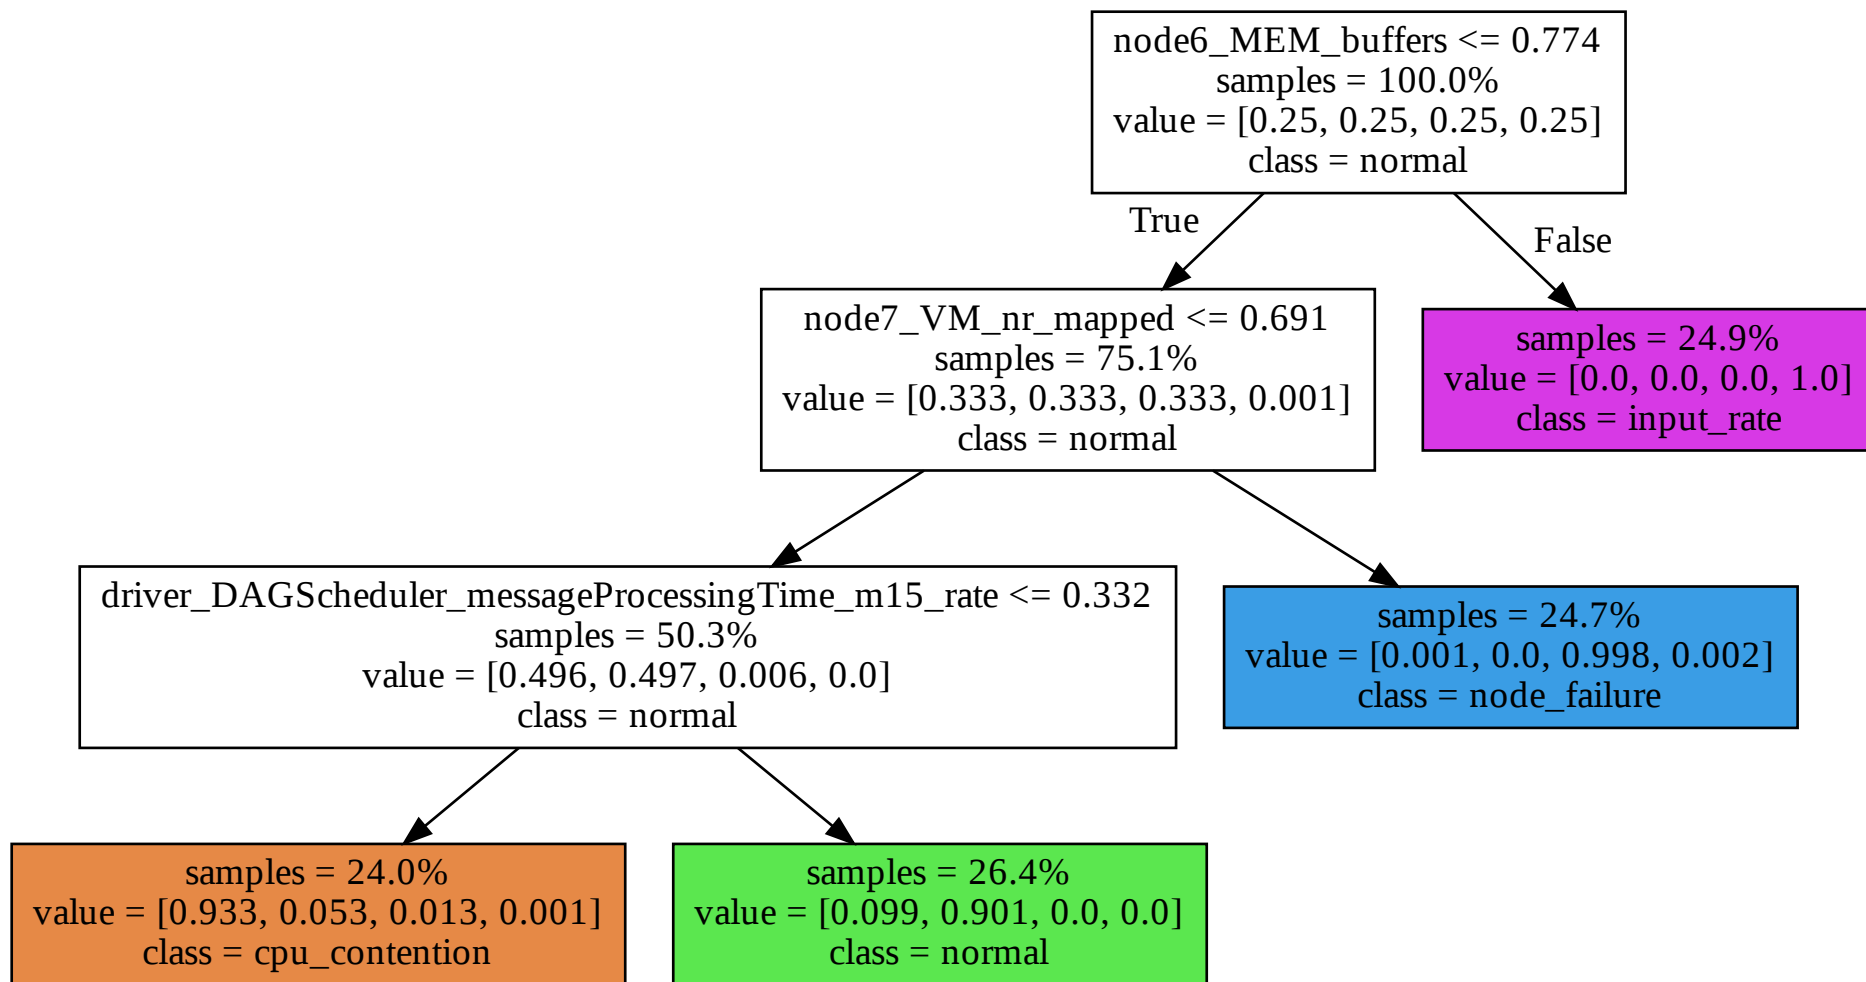 node6_MEM_buffers <= 0.774
samples = 100.0%
value = [0.25, 0.25, 0.25, 0.25]
class = normal
True
False
node7_VM_nr_mapped <= 0.691
samples = 75.1%
value = [0.333, 0.333, 0.333, 0.001]
class = normal
samples = 24.9%
value = [0.0, 0.0, 0.0, 1.0]
class = input_rate
driver_DAGScheduler_messageProcessingTime_m15_rate <= 0.332
samples = 50.3%
value = [0.496, 0.497, 0.006, 0.0]
class = normal
samples = 24.7%
value = [0.001, 0.0, 0.998, 0.002]
class = node_failure
samples = 24.0%
value = [0.933, 0.053, 0.013, 0.001]
class = cpu_contention
samples = 26.4%
value = [0.099, 0.901, 0.0, 0.0]
class = normal